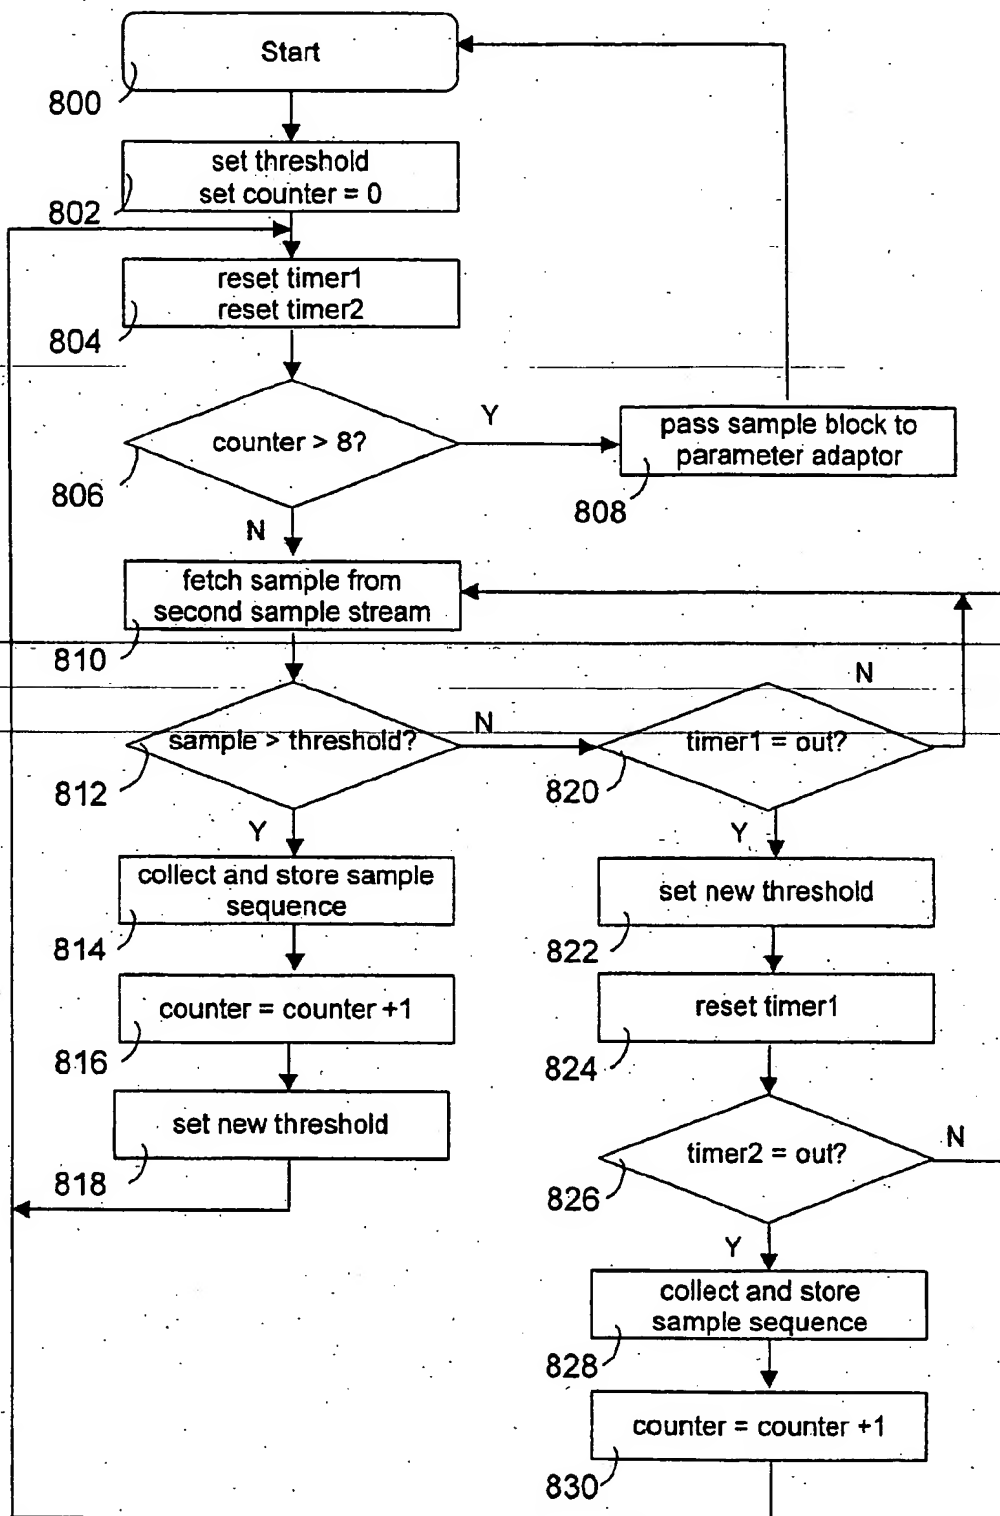 Start
800
set threshold
set counter = 0
802
reset timer1
reset timer2
804
counter > 8?
Y
806
N
pass sample block to
parameter adaptor
808
fetch sample from
second sample stream
810
sample > threshold?
N
812
Y
timer1 = out?
N
820
Y
collect and store sample
sequence
814
set new threshold
822
counter = counter +1
816
reset timer1
824
set new threshold
818
timer2 = out?
N
826
Y
collect and store
sample sequence
828
counter = counter +1
830